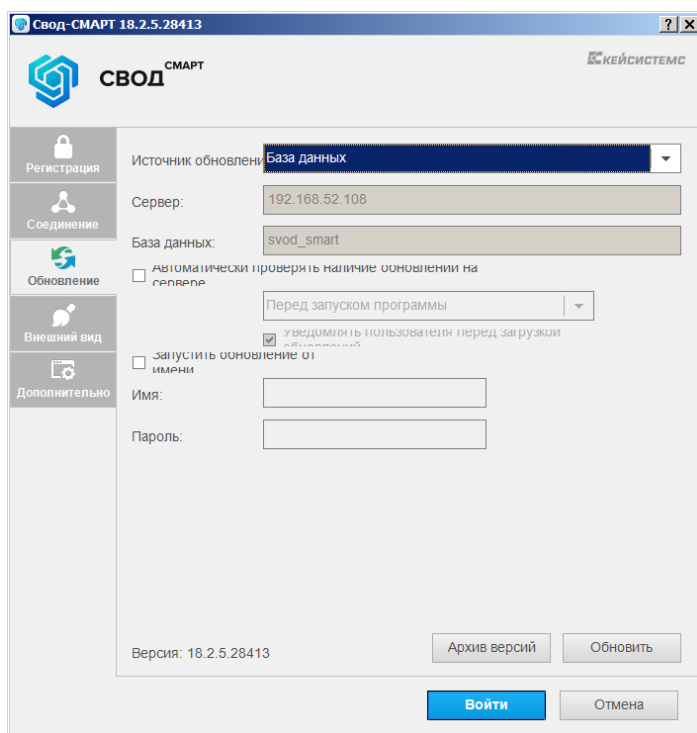 Свод-СМАРТ 18.2.5.28413
СВОД СМАРТ
КЕЙСИСТЕМС
Регистрация
Соединение
Обновление
Внешний вид
Дополнительно
Источник обновлени База данных
Сервер: 192.168.52.108
База данных: svod_smart
Автоматически проверять наличие обновлений на
сервере
Перед запуском программы
Уведомлять пользователя перед загрузкой
обновлений
Запустить обновление от
имени
Имя:
Пароль:
Версия: 18.2.5.28413
Архив версий
Обновить
Войти
Отмена